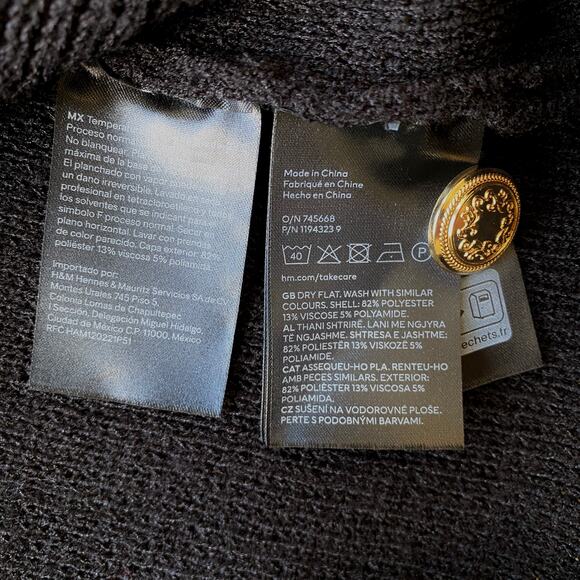 MX Temperatura
Proceso normal
No blanquear.
máxima de la base
El planchado con vapor puede
un daño irreversible. Lavado
profesional en tetracloroetileno y
los solventes que se indican para el
símbolo F proceso normal. Secar en
plano horizontal. Lavar con prendas
de color parecido. Capa exterior: 82%
poliéster 13% viscosa 5% poliamida.
Importado por:
H&M Hennes & Mauritz Servicios SA de CV
Montes Urales 745 Piso 5,
Colonia Lomas de Chapultepec
I Sección, Delegación Miguel Hidalgo
Ciudad de México C.P. 11000, México
RFC HAM120221P51
Made in China
Fabriqué en Chine
Hecho en China
O/N 745668
P/N 1194323 9
40
P
hm.com/takecare
GB DRY FLAT. WASH WITH SIMILAR
COLOURS. SHELL: 82% POLYESTER
13% VISCOSE 5% POLYAMIDE.
AL THANI SHTRIRË. LANI ME NGJYRA
TË NGJASHME. SHTRESA E JASHTME:
82% POLIESTËR 13% VISKOZË 5%
POLIAMIDE.
CAT ASSEQUEU-HO PLA. RENTEU-HO
AMB PECES SIMILARS. EXTERIOR:
82% POLIÈSTER 13% VISCOSA 5%
POLIAMIDA.
CZ SUŠENÍ NA VODOROVNÉ PLOŠE.
PERTE S PODOBNÝMI BARVAMI.
echets.fr